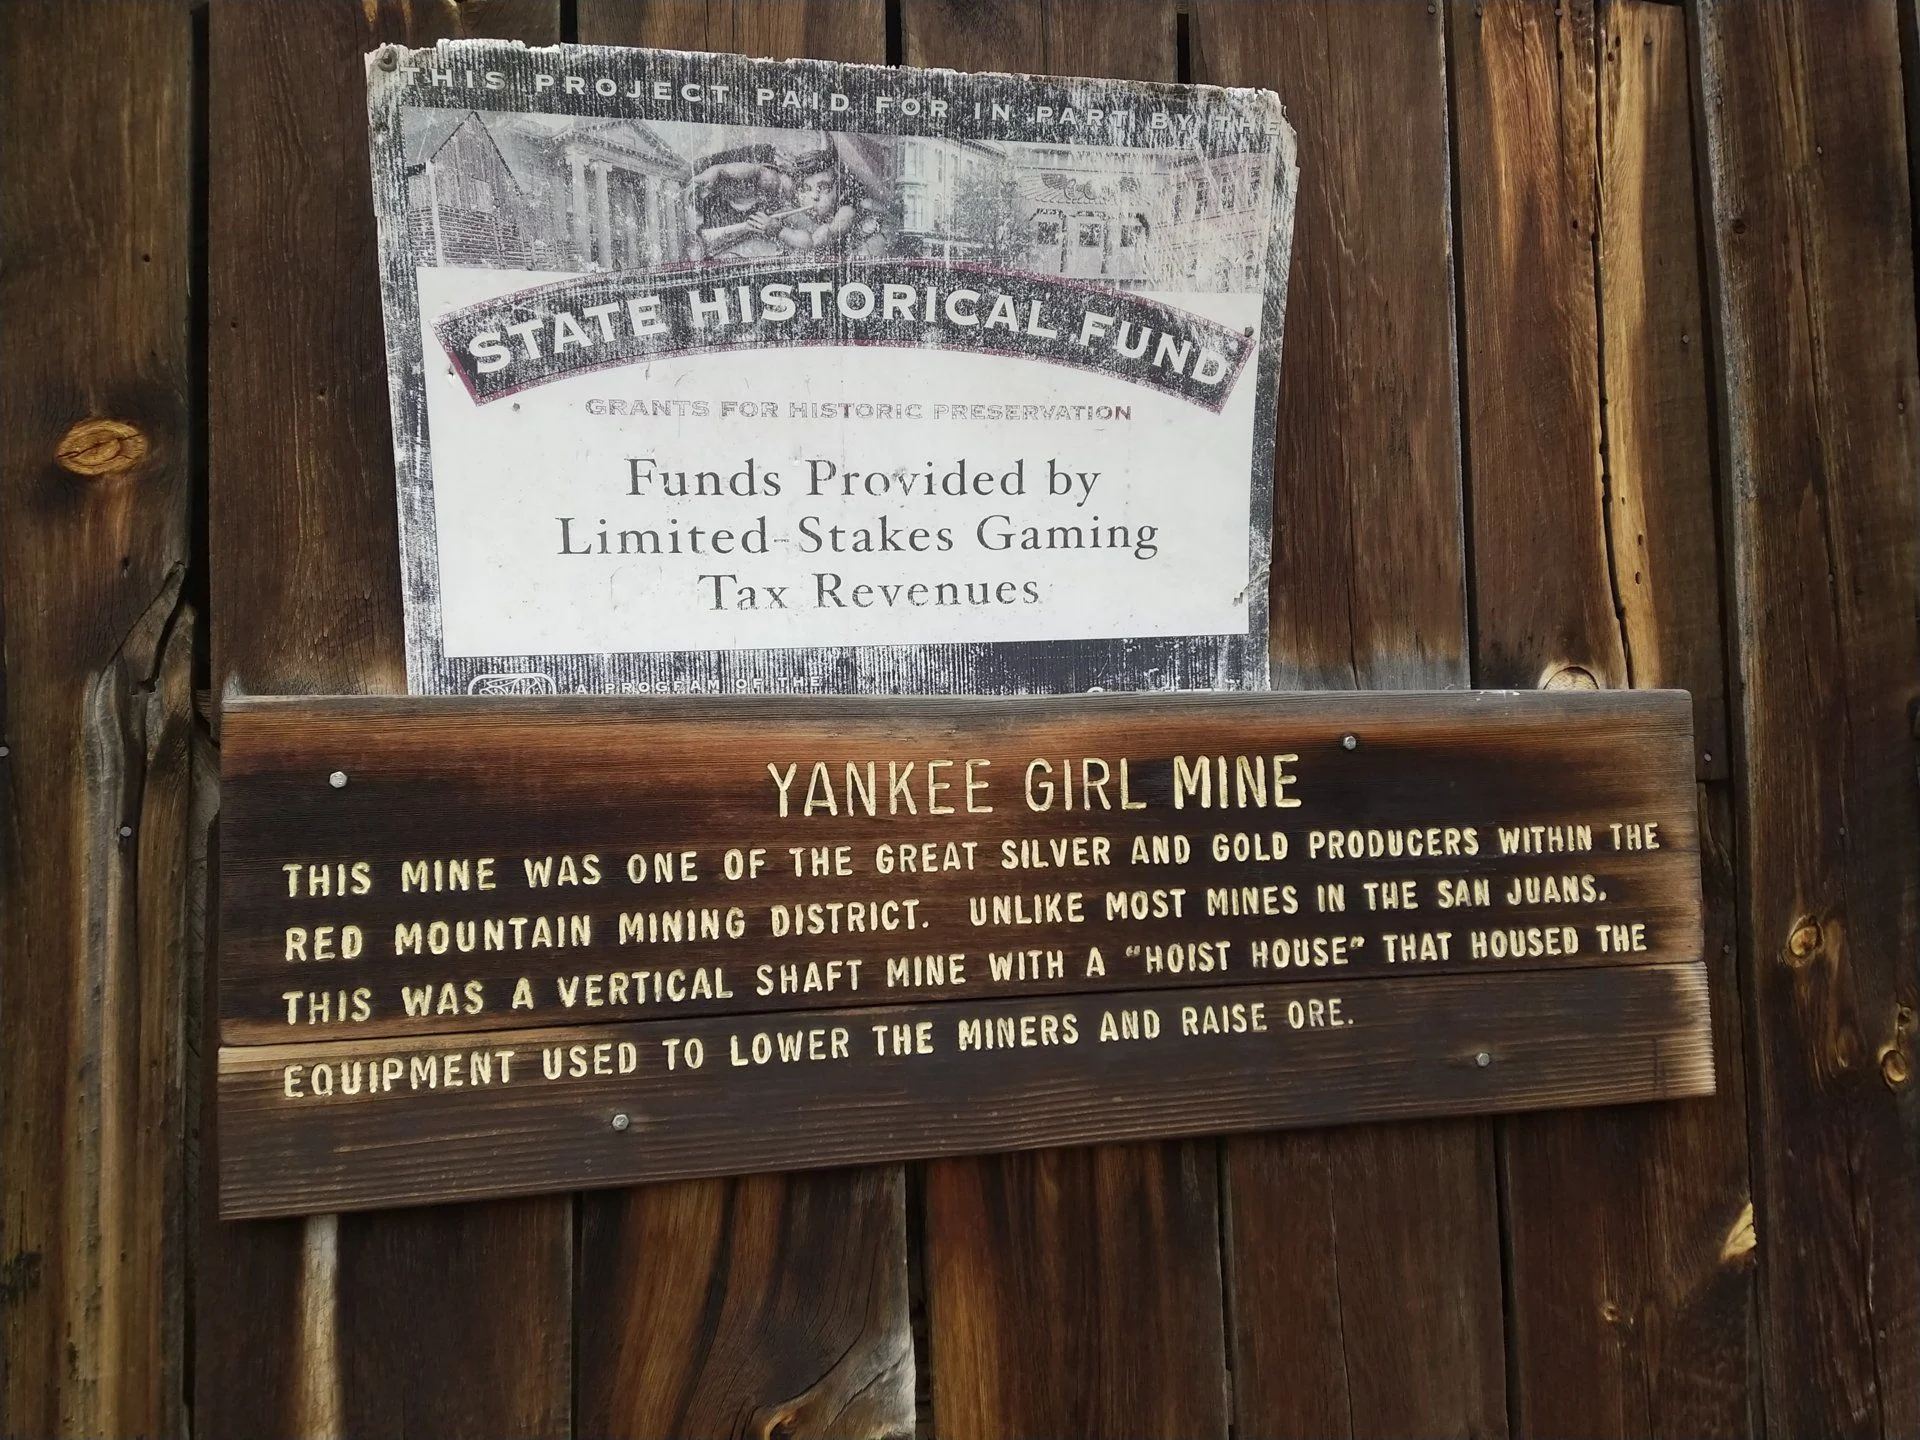 THIS PROJECT PAID FOR IN PART BY THE
STATE HISTORICAL FUND
GRANTS FOR HISTORIC PRESERVATION
Funds Provided by
Limited-Stakes Gaming
Tax Revenues
A PROGRAM OF THE
YANKEE GIRL MINE
THIS MINE WAS ONE OF THE GREAT SILVER AND GOLD PRODUCERS WITHIN THE
RED MOUNTAIN MINING DISTRICT. UNLIKE MOST MINES IN THE SAN JUANS,
THIS WAS A VERTICAL SHAFT MINE WITH A "HOIST HOUSE" THAT HOUSED THE
EQUIPMENT USED TO LOWER THE MINERS AND RAISE ORE.